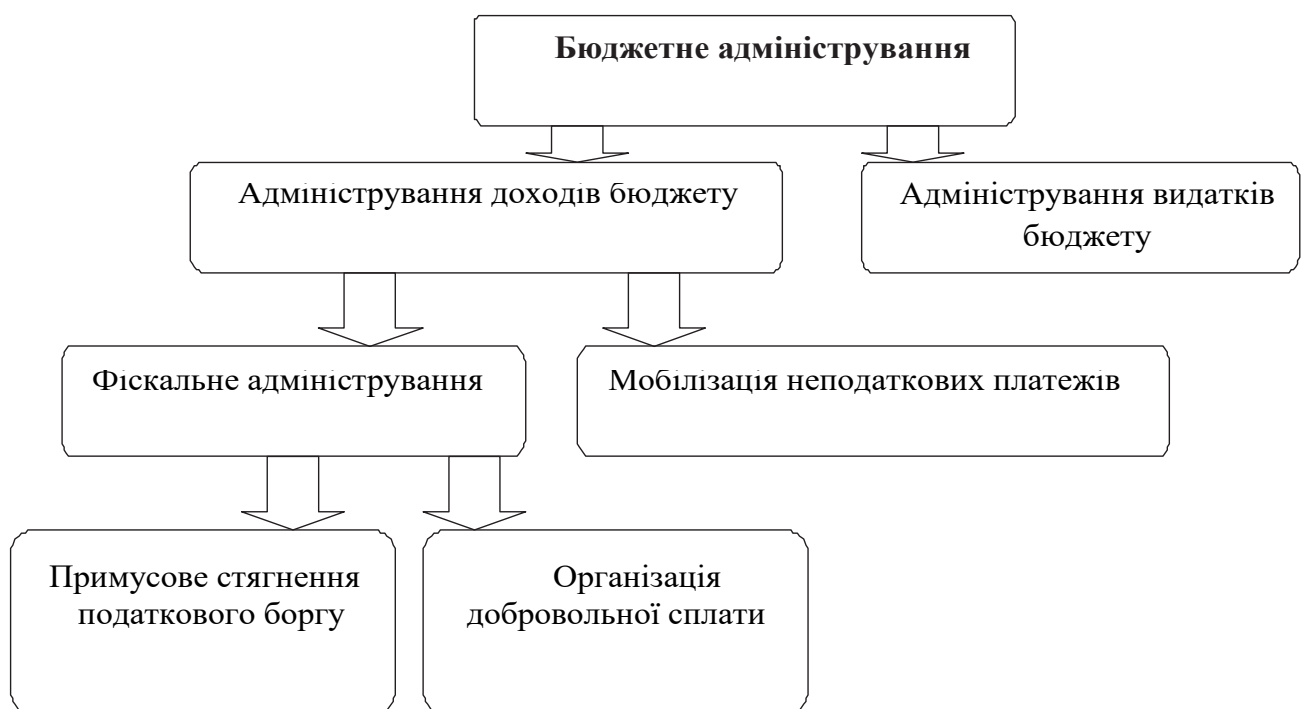 Бюджетне адміністрування
Адміністрування доходів бюджету
Адміністрування видатків
бюджету
Фіскальне адміністрування
Мобілізація неподаткових платежів
Примусове стягнення
податкового боргу
Організація
добровольної сплати